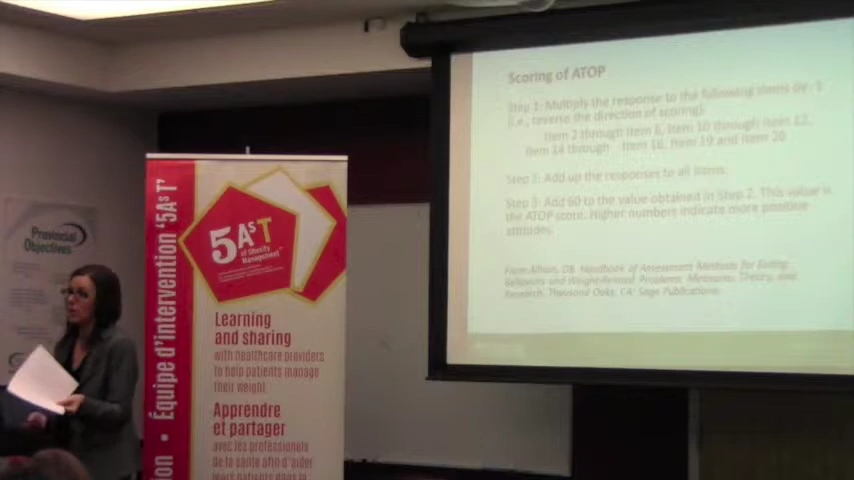 Scoring of ATOP
Step 1: Multiply the response to the following items by -1
(i.e., reverse the direction of scoring).
Item 2 through Item 6, Item 10 through Item 12,
Item 14 through Item 16, Item 19 and Item 20
Step 2: Add up the responses to all items.
Step 3: Add 60 to the value obtained in Step 2. This value is
the ATOP score. Higher numbers indicate more positive
attitudes.
From Allison, DB. Handbook of Assessment Methods for Eating
Behaviors and Weight-Related Problems: Measures, Theory, and
Research. Thousand Oaks, CA: Sage Publications
Provincial
Objectives
Équipe d'intervention '5AsT'
5AsT
of Obesity
Management
Learning
and sharing
with healthcare providers
to help patients manage
their weight.
Apprendre
et partager
avec les professionels
de la santé afin d'aider
leurs patients dans la